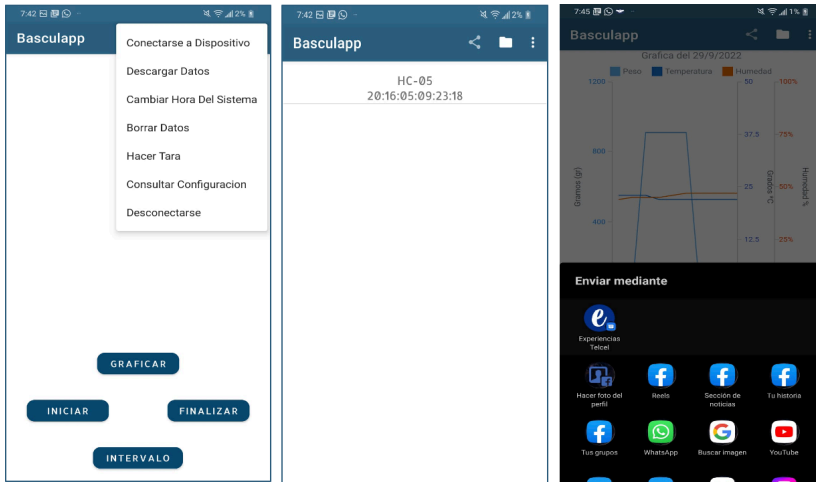 7:42
2%
Basculapp
Conectarse a Dispositivo
Descargar Datos
Cambiar Hora Del Sistema
Borrar Datos
Hacer Tara
Consultar Configuracion
Desconectarse
GRAFICAR
INICIAR
FINALIZAR
INTERVALO
7:42
2%
Basculapp
HC-05
20:16:05:09:23:18
7:45
1%
Basculapp
Grafica del 29/9/2022
Peso Temperatura Humedad
1200 50 100%
37.5 75%
800
25 50%
400
12.5 25%
Gramos (gr)
Grados ºC
Humedad %
Enviar mediante
Experiencias
Telcel
Hacer foto del
perfil
Reels
Sección de
noticias
Tu historia
Tus grupos
WhatsApp
Buscar imagen
YouTube